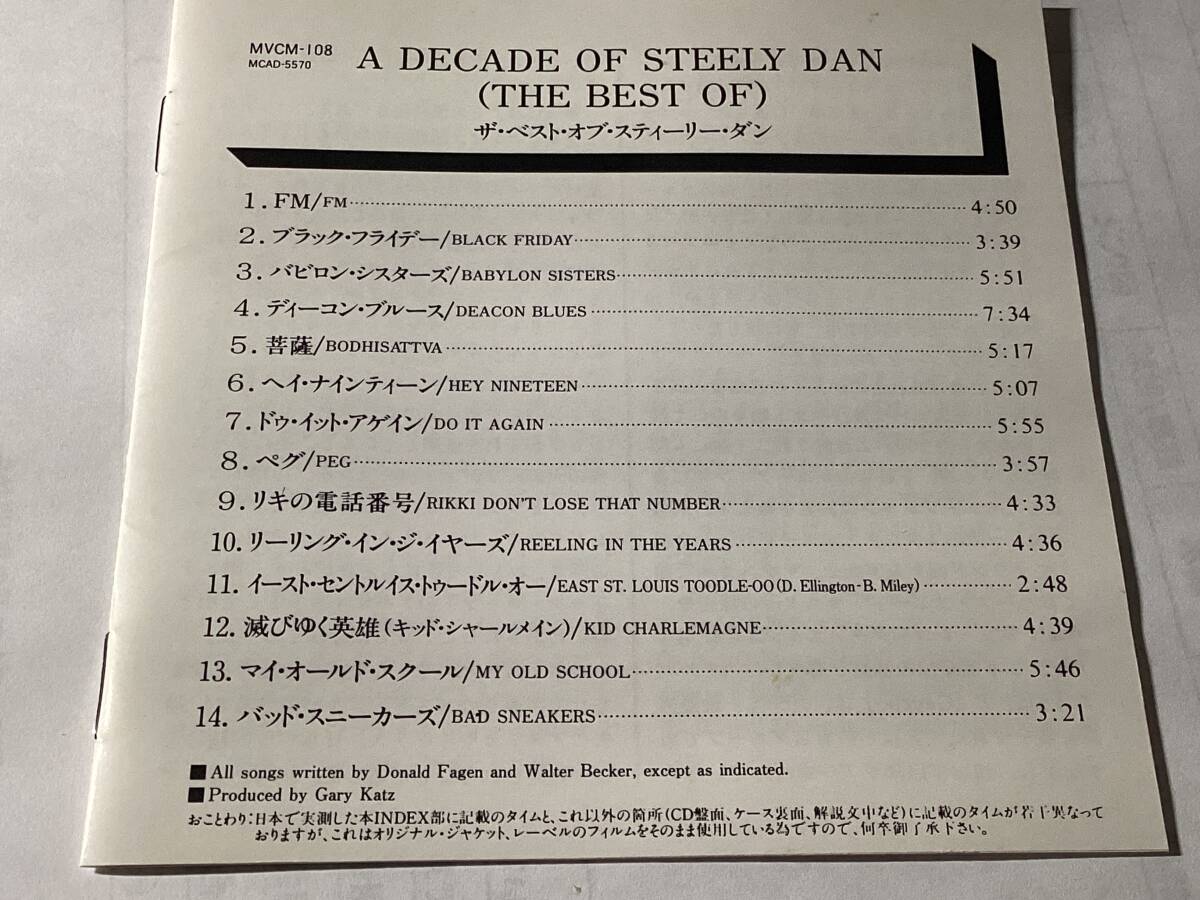 MVCM-108
MCAD-5570
A DECADE OF STEELY DAN
(THE BEST OF)
ザ・ベスト・オブ・スティーリー・ダン
1. FM/FM 4:50
2. ブラック・フライデー/BLACK FRIDAY 3:39
3. バビロン・シスターズ/BABYLON SISTERS 5:51
4. ディーコン・ブルース/DEACON BLUES 7:34
5. 菩薩/BODHISATTVA 5:17
6. ヘイ・ナインティーン/HEY NINETEEN 5:07
7. ドゥ・イット・アゲイン/DO IT AGAIN 5:55
8. ペグ/PEG 3:57
9. リキの電話番号/RIKKI DON'T LOSE THAT NUMBER 4:33
10. リーリング・イン・ジ・イヤーズ/REELING IN THE YEARS 4:36
11. イースト・セントルイス・トゥードル・オー/EAST ST. LOUIS TOODLE-OO (D. Ellington-B. Miley) 2:48
12. 滅びゆく英雄(キッド・シャールメイン)/KID CHARLEMAGNE 4:39
13. マイ・オールド・スクール/MY OLD SCHOOL 5:46
14. バッド・スニーカーズ/BAD SNEAKERS 3:21
■ All songs written by Donald Fagen and Walter Becker, except as indicated.
■ Produced by Gary Katz
おことわり:日本で実測した本INDEX部に記載のタイムと、これ以外の箇所(CD盤面、ケース裏面、解説文中など)に記載のタイムが若干異なって
おりますが、これはオリジナル・ジャケット、レーベルのフィルムをそのまま使用している為ですので、何卒御了承下さい。